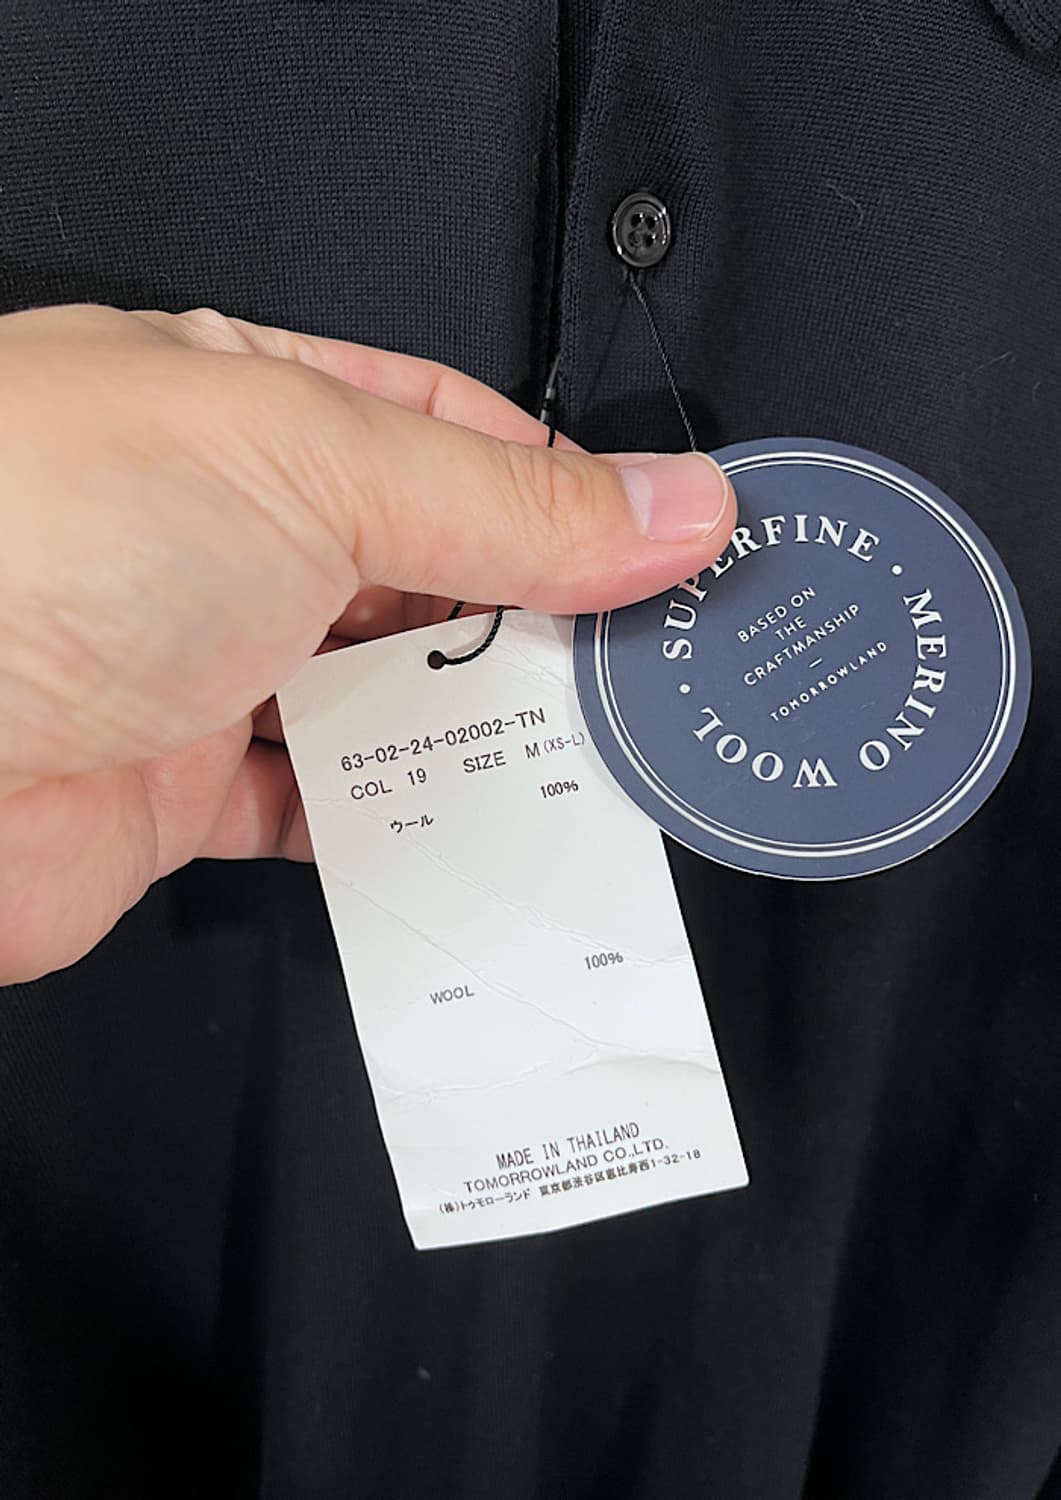 63-02-24-02002-TN
COL 19 SIZE M (XS-L)
100%
ウール
100%
WOOL
MADE IN THAILAND
TOMORROWLAND CO.,LTD.
(株)トゥモローランド 東京都渋谷区恵比寿西1-32-18
SUPERFINE · MERINO WOOL ·
BASED ON
THE
CRAFTMANSHIP
—
TOMORROWLAND